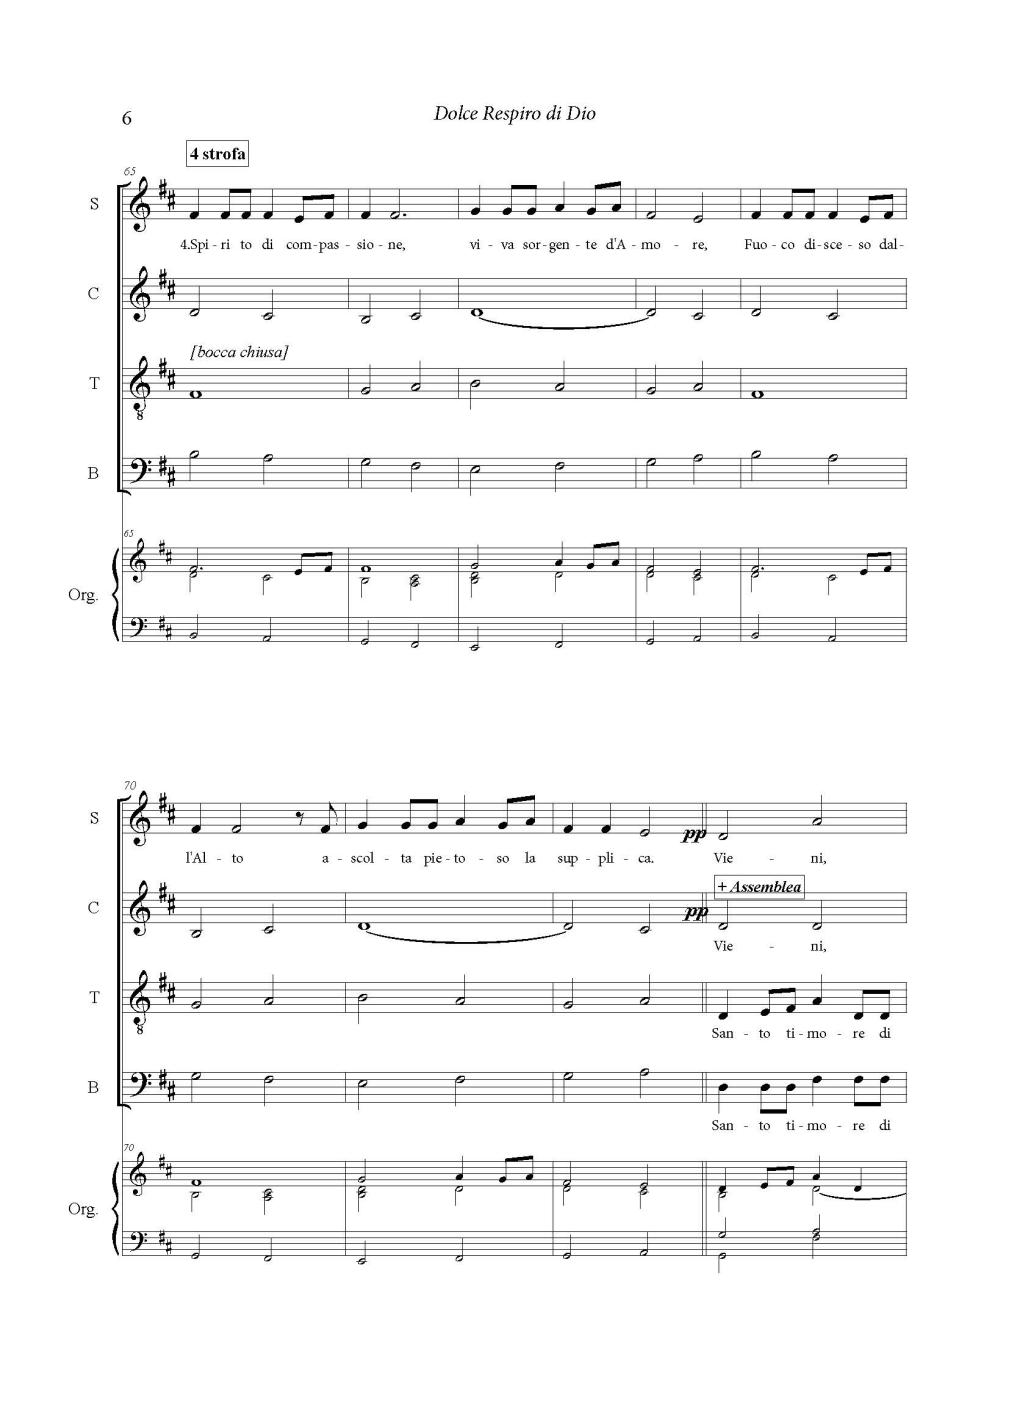 6
Dolce Respiro di Dio
4 strofa
65
S
4.Spi - ri to di com-pas - sio - ne, vi - va sor-gen - te d'A - mo - re, Fuo - co di-sce - so dal-
C
[bocca chiusa]
T
B
65
Org.
70
S
pp
l'Al - to a - scol - ta pie-to - so la sup - pli - ca. Vie - ni,
+ Assemblea
C
pp
Vie - ni,
T
San - to ti-mo - re di
B
San - to ti-mo - re di
70
Org.